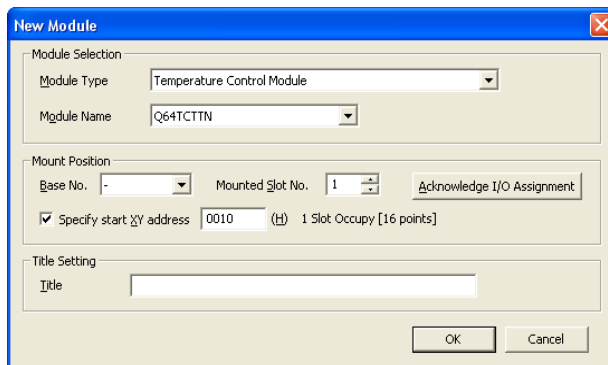 New Module
Module Selection
Module Type Temperature Control Module
Module Name Q64TCTTN
Mount Position
Base No. - Mounted Slot No. 1 Acknowledge I/O Assignment
Specify start XY address 0010 (H) 1 Slot Occupy [16 points]
Title Setting
Title
OK Cancel